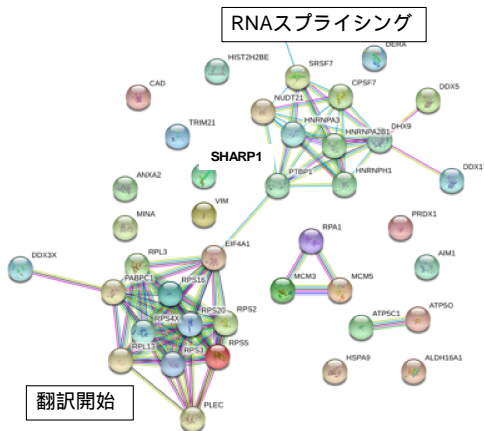 RNAスプライシング
DERA
HIST2H2BE
SRSF7
CPSF7
CAD
NUDT21
DDX5
HNRNPA3
TRIM21
HNRNPA2B1
DHX9
SHARP1
PTBP1
HNRNPH1
DDX17
ANXA2
VIM
MINA
PRDX1
RPA1
EIF4A1
DDX3X
RPL3
AIM1
PABPC1
RPS16
MCM3
MCM5
RPS20
RPS2
RPS4X
ATP5O
ATP5C1
RPL13
RPS3
RPS5
HSPA9
ALDH16A1
翻訳開始
PLEC